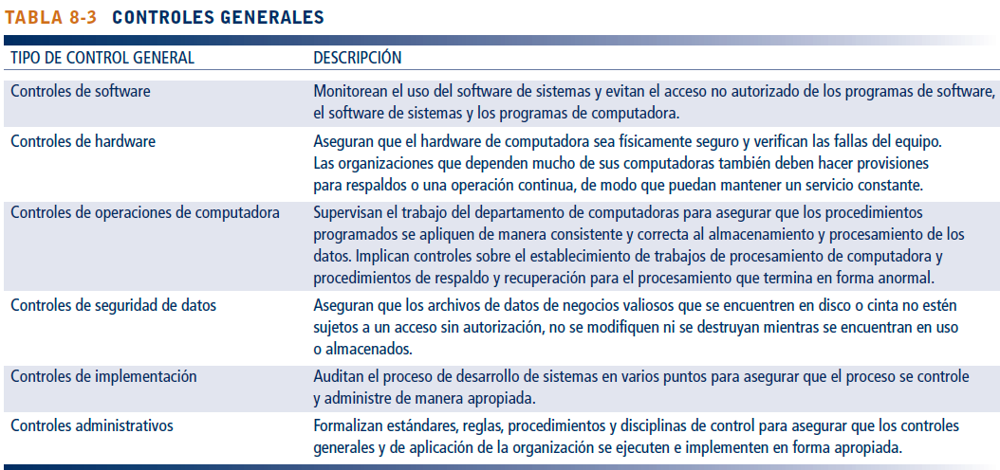 TABLA 8-3 CONTROLES GENERALES
TIPO DE CONTROL GENERAL DESCRIPCIÓN
Controles de software Monitorean el uso del software de sistemas y evitan el acceso no autorizado de los programas de software,
el software de sistemas y los programas de computadora.
Controles de hardware Aseguran que el hardware de computadora sea físicamente seguro y verifican las fallas del equipo.
Las organizaciones que dependen mucho de sus computadoras también deben hacer provisiones
para respaldos o una operación continua, de modo que puedan mantener un servicio constante.
Controles de operaciones de computadora Supervisan el trabajo del departamento de computadoras para asegurar que los procedimientos
programados se apliquen de manera consistente y correcta al almacenamiento y procesamiento de los
datos. Implican controles sobre el establecimiento de trabajos de procesamiento de computadora y
procedimientos de respaldo y recuperación para el procesamiento que termina en forma anormal.
Controles de seguridad de datos Aseguran que los archivos de datos de negocios valiosos que se encuentren en disco o cinta no estén
sujetos a un acceso sin autorización, no se modifiquen ni se destruyan mientras se encuentran en uso
o almacenados.
Controles de implementación Auditan el proceso de desarrollo de sistemas en varios puntos para asegurar que el proceso se controle
y administre de manera apropiada.
Controles administrativos Formalizan estándares, reglas, procedimientos y disciplinas de control para asegurar que los controles
generales y de aplicación de la organización se ejecuten e implementen en forma apropiada.